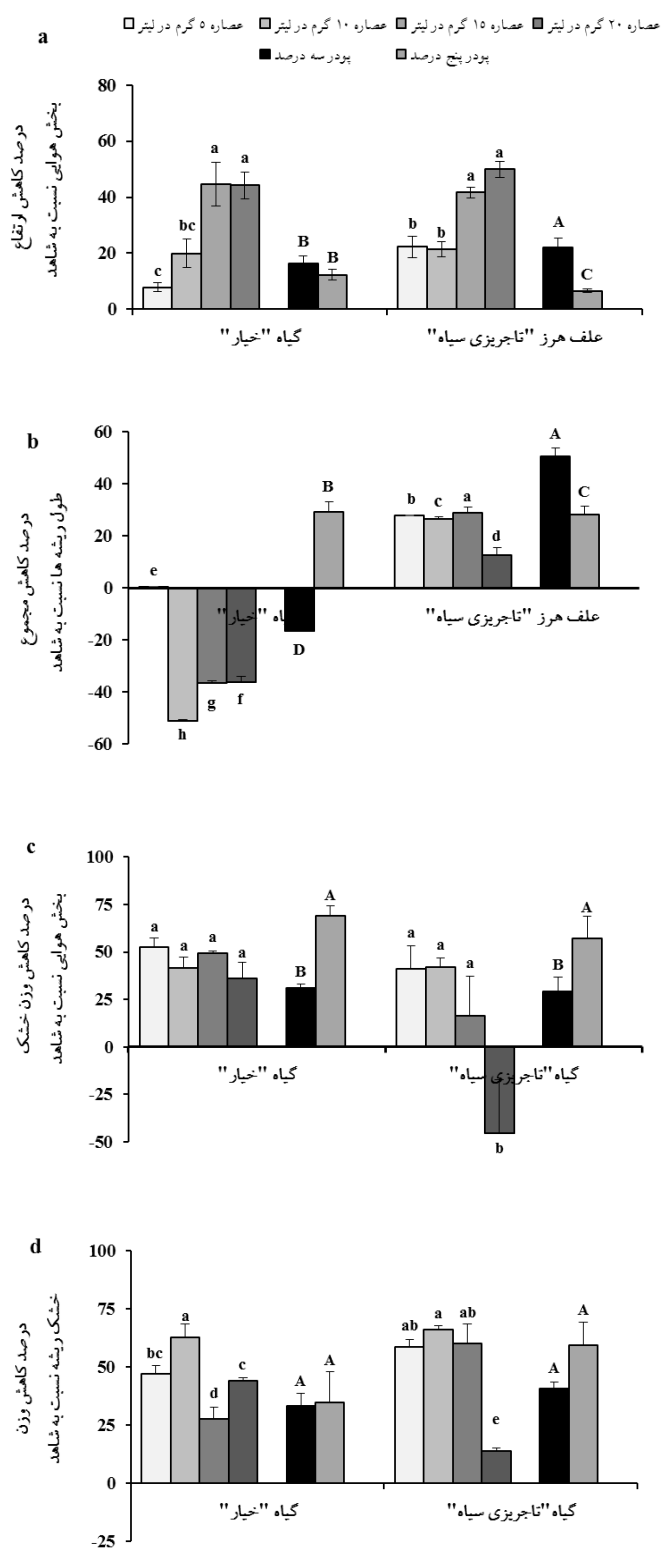 a
عصاره 5 گرم در لیتر عصاره ۱۰ گرم در لیتر عصاره ۱۵ گرم در لیتر عصاره ۲۰ گرم در لیتر
پودر سه درصد پودر پنج درصد
درصد کاهش ارتفاع
بخش هوایی نسبت به شاهد
80
60
40
20
0
c bc a a B B b b a a A C
گیاه "خیار" علف هرز "تاجریزی سیاه"
b
درصد کاهش مجموع
طول ریشه ها نسبت به شاهد
60
40
20
0
-20
-40
-60
e h g f D B b c a d A C
گیاه "خیار" علف هرز "تاجریزی سیاه"
c
درصد کاهش وزن خشک
بخش هوایی نسبت به شاهد
100
75
50
25
0
-25
-50
a a a a B A a a a b B A
گیاه "خیار" گیاه"تاجریزی سیاه"
d
درصد کاهش وزن
خشک ریشه نسبت به شاهد
100
75
50
25
0
-25
bc a d c A A ab a ab e A A
گیاه "خیار" گیاه"تاجریزی سیاه"